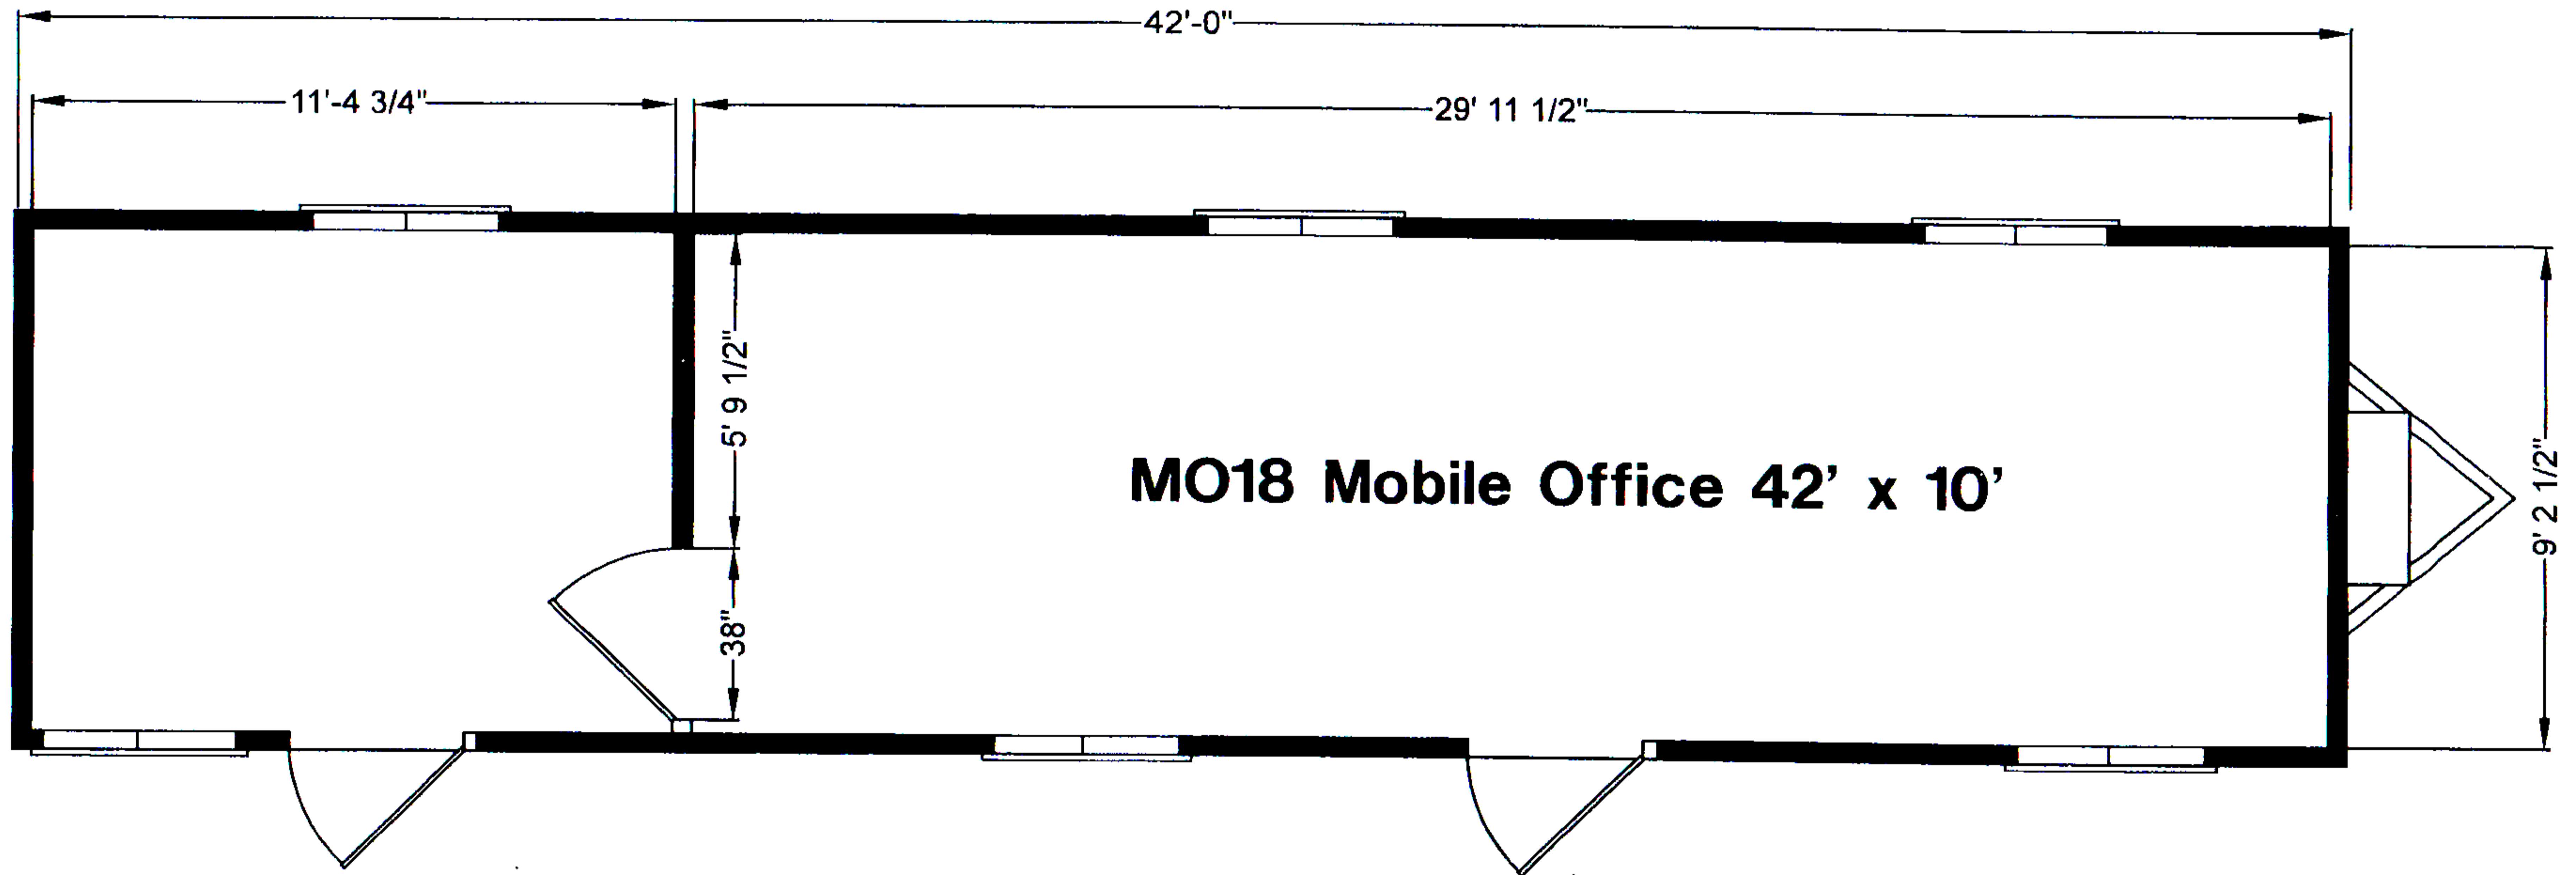 42'-0"
11'-4 3/4"
29' 11 1/2"
5' 9 1/2"
MO18 Mobile Office 42' x 10'
9' 2 1/2"
38"